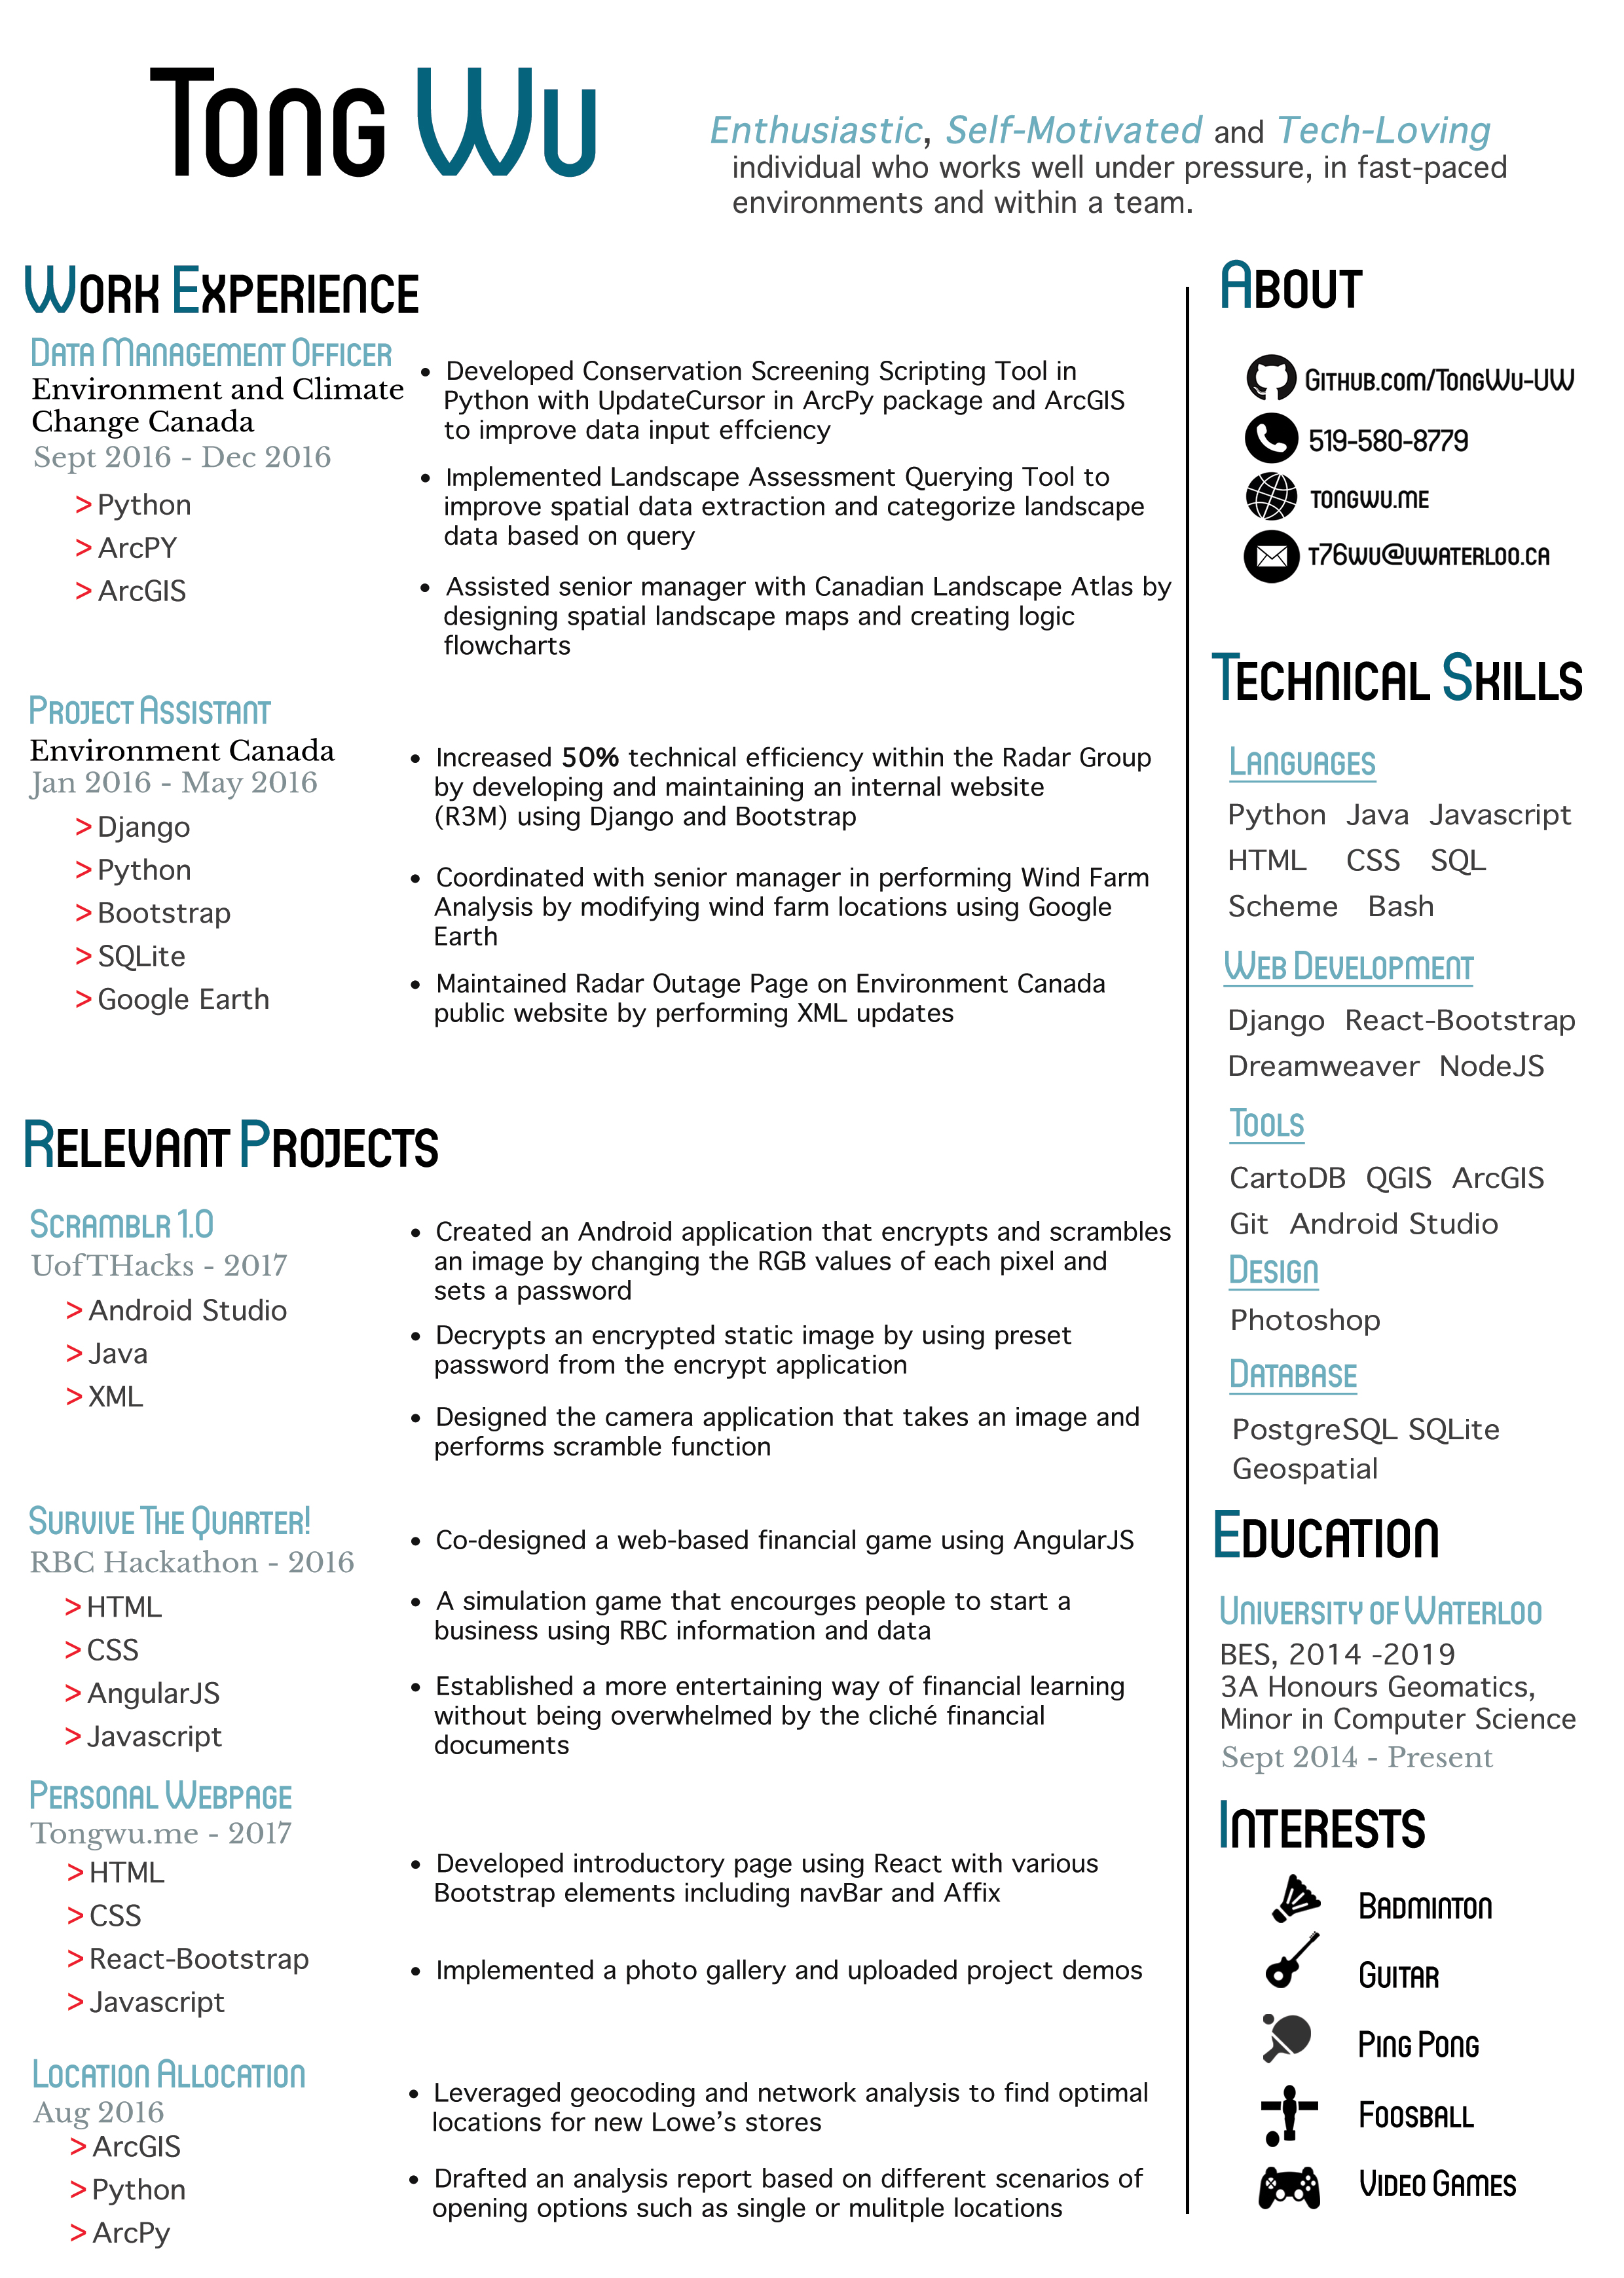 Tong Wu
Enthusiastic, Self-Motivated and Tech-Loving
individual who works well under pressure, in fast-paced
environments and within a team.
Work Experience
Data Management Officer
Environment and Climate
Change Canada
Sept 2016 - Dec 2016
> Python
> ArcPY
> ArcGIS
• Developed Conservation Screening Scripting Tool in
Python with UpdateCursor in ArcPy package and ArcGIS
to improve data input effciency
• Implemented Landscape Assessment Querying Tool to
improve spatial data extraction and categorize landscape
data based on query
• Assisted senior manager with Canadian Landscape Atlas by
designing spatial landscape maps and creating logic
flowcharts
Project Assistant
Environment Canada
Jan 2016 - May 2016
> Django
> Python
> Bootstrap
> SQLite
> Google Earth
• Increased 50% technical efficiency within the Radar Group
by developing and maintaining an internal website
(R3M) using Django and Bootstrap
• Coordinated with senior manager in performing Wind Farm
Analysis by modifying wind farm locations using Google
Earth
• Maintained Radar Outage Page on Environment Canada
public website by performing XML updates
Relevant Projects
Scramblr 1.0
UofTHacks - 2017
> Android Studio
> Java
> XML
• Created an Android application that encrypts and scrambles
an image by changing the RGB values of each pixel and
sets a password
• Decrypts an encrypted static image by using preset
password from the encrypt application
• Designed the camera application that takes an image and
performs scramble function
Survive The Quarter!
RBC Hackathon - 2016
> HTML
> CSS
> AngularJS
> Javascript
• Co-designed a web-based financial game using AngularJS
• A simulation game that encourges people to start a
business using RBC information and data
• Established a more entertaining way of financial learning
without being overwhelmed by the cliché financial
documents
Personal Webpage
Tongwu.me - 2017
> HTML
> CSS
> React-Bootstrap
> Javascript
• Developed introductory page using React with various
Bootstrap elements including navBar and Affix
• Implemented a photo gallery and uploaded project demos
Location Allocation
Aug 2016
> ArcGIS
> Python
> ArcPy
• Leveraged geocoding and network analysis to find optimal
locations for new Lowe's stores
• Drafted an analysis report based on different scenarios of
opening options such as single or mulitple locations
About
Github.com/TongWu-UW
519-580-8779
tongwu.me
t76wu@uwaterloo.ca
Technical Skills
Languages
Python Java Javascript
HTML CSS SQL
Scheme Bash
Web Development
Django React-Bootstrap
Dreamweaver NodeJS
Tools
CartoDB QGIS ArcGIS
Git Android Studio
Design
Photoshop
Database
PostgreSQL SQLite
Geospatial
Education
University of Waterloo
BES, 2014 -2019
3A Honours Geomatics,
Minor in Computer Science
Sept 2014 - Present
Interests
Badminton
Guitar
Ping Pong
Foosball
Video Games